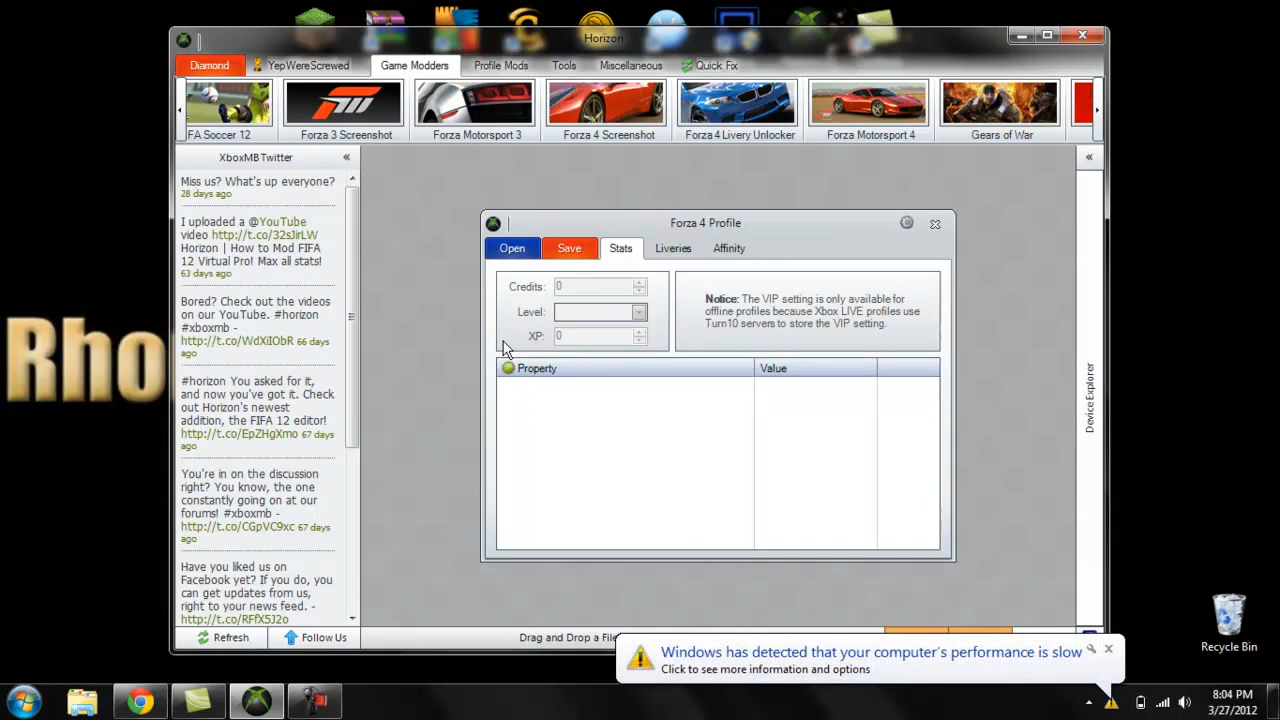 Horizon
Diamond
YepWereScrewed
Game Modders
Profile Mods
Tools
Miscellaneous
Quick Fix
FA Soccer 12
Forza 3 Screenshot
Forza Motorsport 3
Forza 4 Screenshot
Forza 4 Livery Unlocker
Forza Motorsport 4
Gears of War
XboxMB Twitter
Miss us? What's up everyone?
28 days ago
I uploaded a @YouTube
video http://t.co/32sJirLW
Horizon | How to Mod FIFA
12 Virtual Pro! Max all stats!
63 days ago
Bored? Check out the videos
on our YouTube. #horizon
#xboxmb -
http://t.co/WdXiIObR 66 days
ago
#horizon You asked for it,
and now you've got it. Check
out Horizon's newest
addition, the FIFA 12 editor!
http://t.co/EpZHgXmo 67 days
ago
You're in on the discussion
right? You know, the one
constantly going on at our
forums! #xboxmb -
http://t.co/CGpVC9xc 67 days
ago
Have you liked us on
Facebook yet? If you do, you
can get updates from us,
right to your news feed. -
http://t.co/RFfX5J2o
Refresh
Follow Us
Forza 4 Profile
Open
Save
Stats
Liveries
Affinity
Credits: 0
Level:
XP: 0
Notice: The VIP setting is only available for
offline profiles because Xbox LIVE profiles use
Turn10 servers to store the VIP setting.
Property
Value
Device Explorer
Drag and Drop a File
Rho
Windows has detected that your computer's performance is slow
Click to see more information and options
Recycle Bin
8:04 PM
3/27/2012